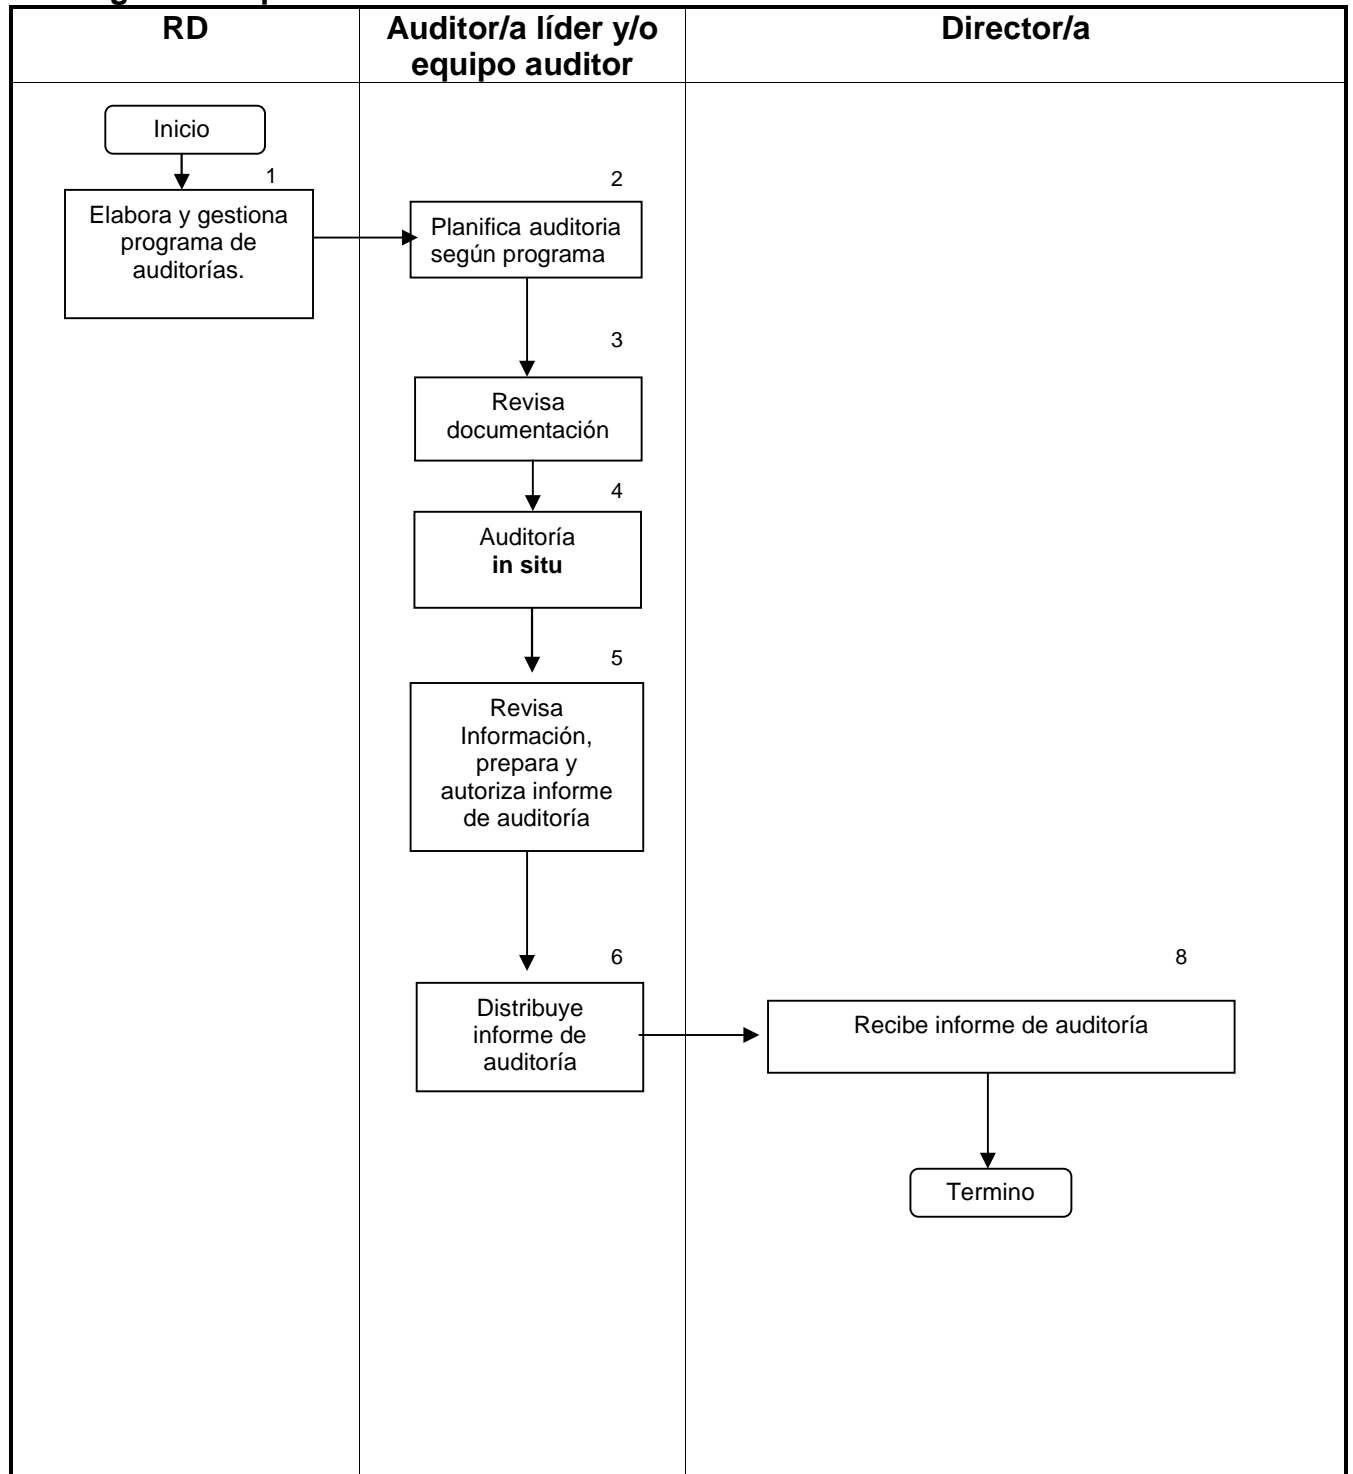 RD
Auditor/a líder y/o
equipo auditor
Director/a
Inicio
1
Elabora y gestiona
programa de
auditorías.
2
Planifica auditoria
según programa
3
Revisa
documentación
4
Auditoría
in situ
5
Revisa
Información,
prepara y
autoriza informe
de auditoría
6
Distribuye
informe de
auditoría
8
Recibe informe de auditoría
Termino